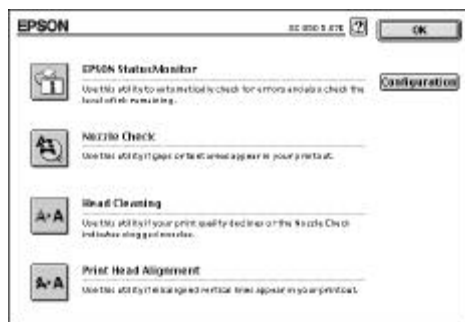 EPSON
?
OK
EPSON StatusMonitor
Use this utility to automatically check for errors and also check the
level of ink remaining.
Configuration
Nozzle Check
Use this utility if gaps or faint areas appear in your printout.
Head Cleaning
Use this utility if your print quality declines or the Nozzle Check
indicates clogged nozzles.
Print Head Alignment
Use this utility if misaligned vertical lines appear in your printout.